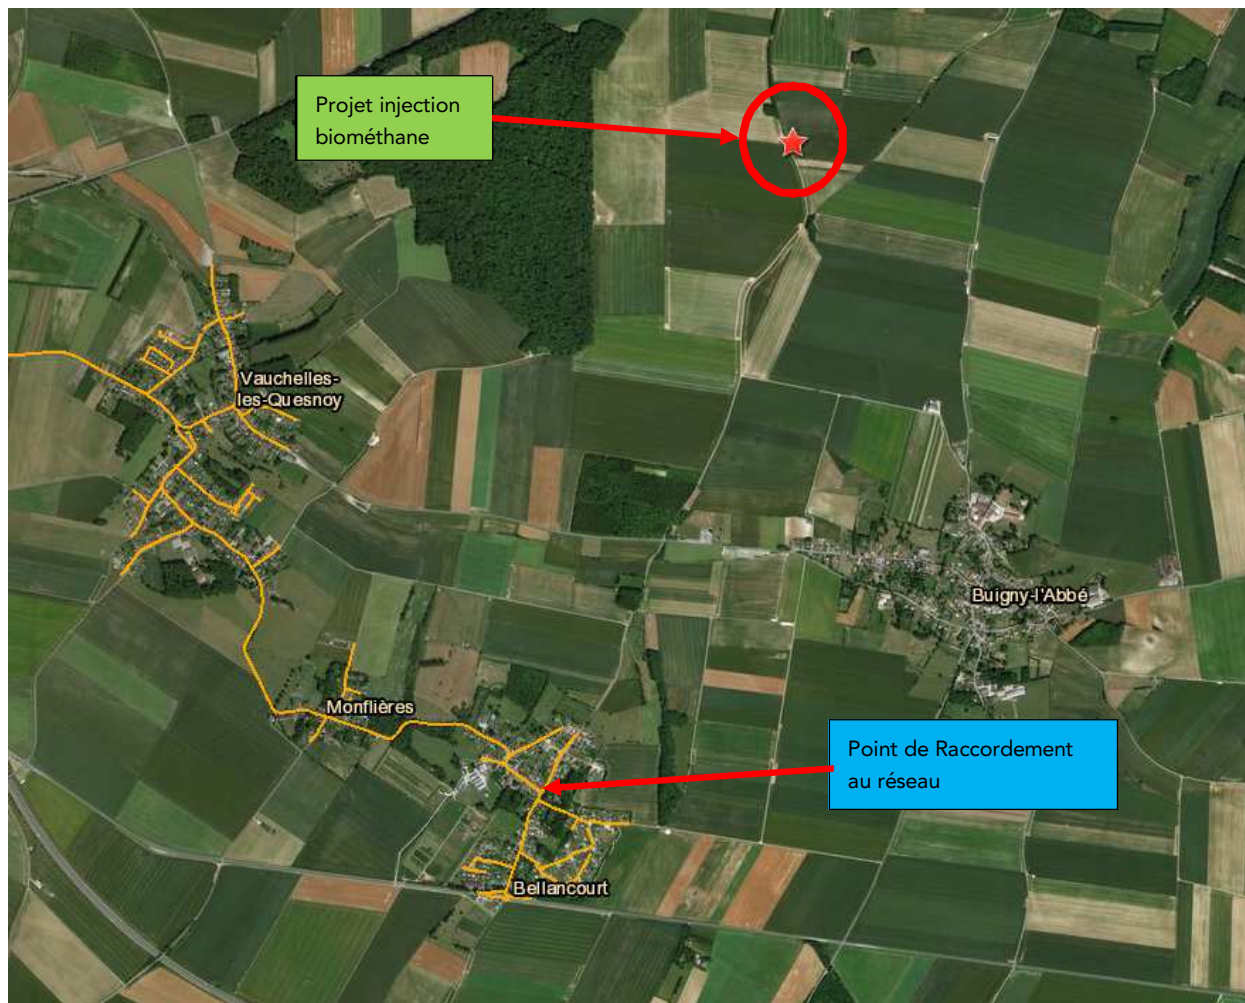 Projet injection
biométhane
Vauchelles-
les-Quesnoy
Buigny-l'Abbé
Monflières
Point de Raccordement
au réseau
Bellancourt